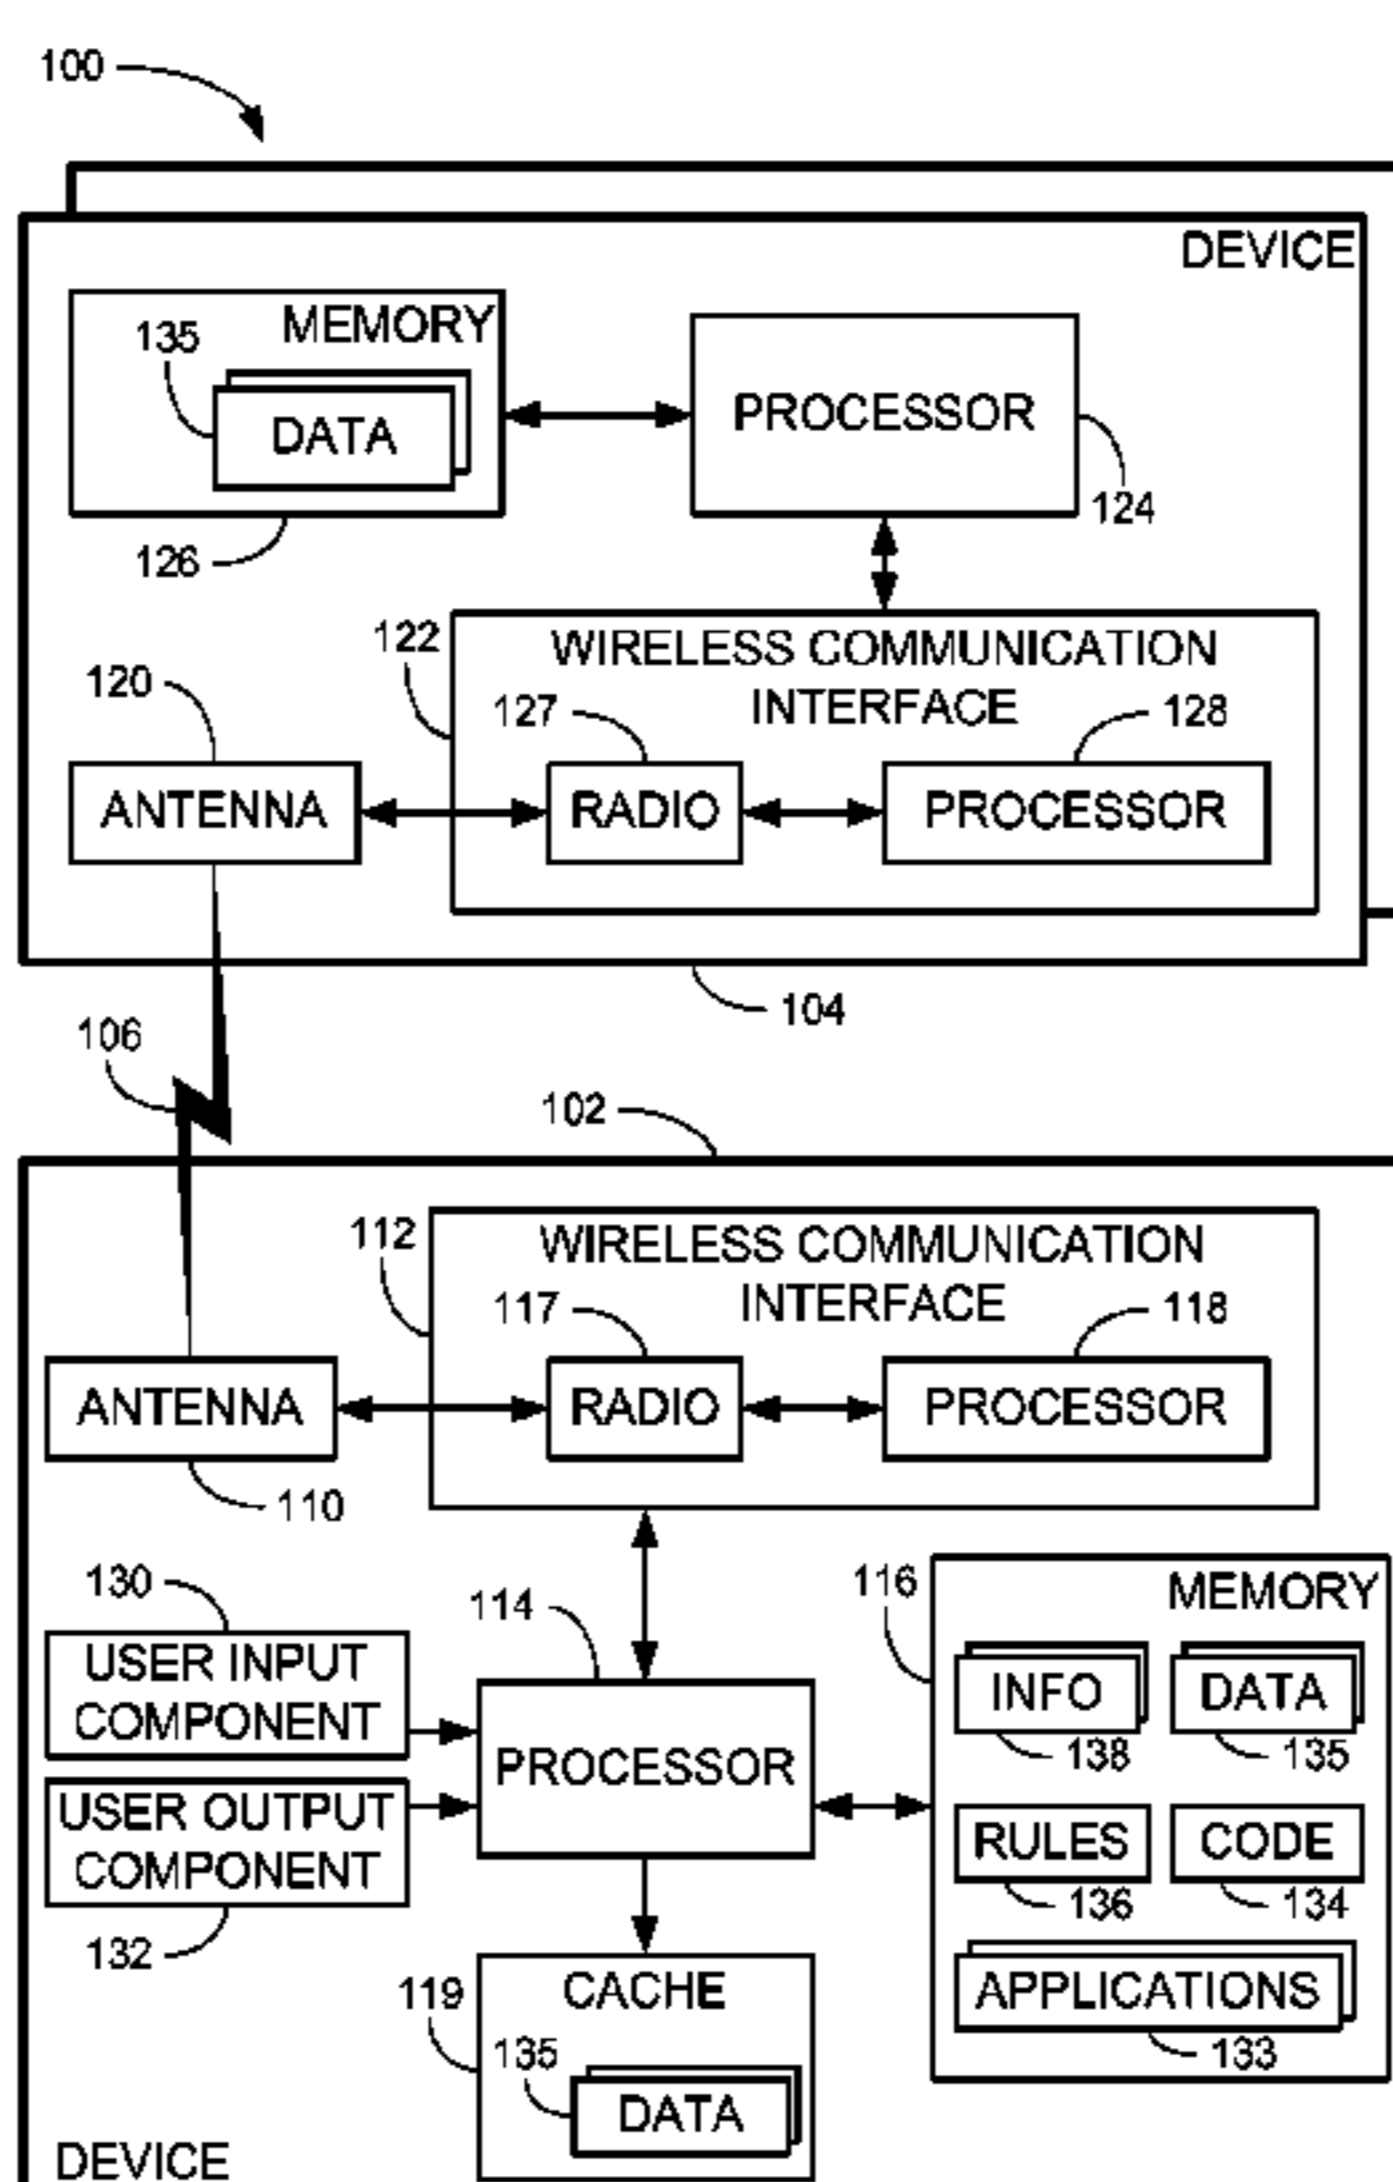 100
DEVICE
MEMORY
135
DATA
PROCESSOR
124
126
122
WIRELESS COMMUNICATION
INTERFACE
120
127
128
ANTENNA
RADIO
PROCESSOR
104
106
102
112
WIRELESS COMMUNICATION
INTERFACE
117
118
ANTENNA
RADIO
PROCESSOR
110
130
114
116
MEMORY
USER INPUT
COMPONENT
INFO
DATA
138
135
PROCESSOR
USER OUTPUT
COMPONENT
RULES
CODE
136
134
132
119
CACHE
APPLICATIONS
133
135
DATA
DEVICE